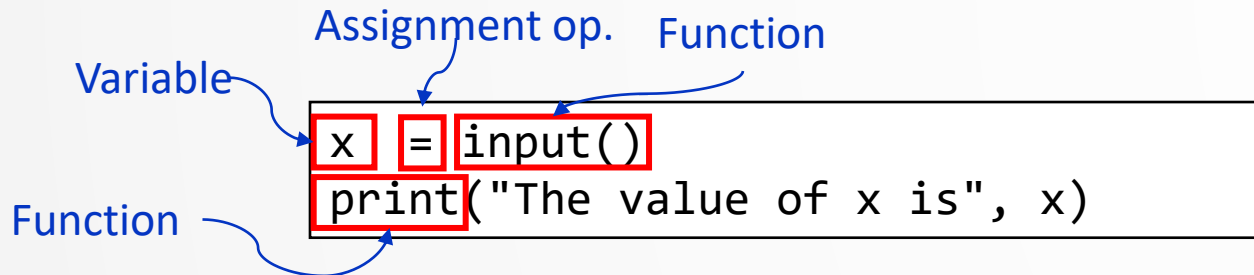 Assignment op.
Function
Variable
x = input()
print("The value of x is", x)
Function